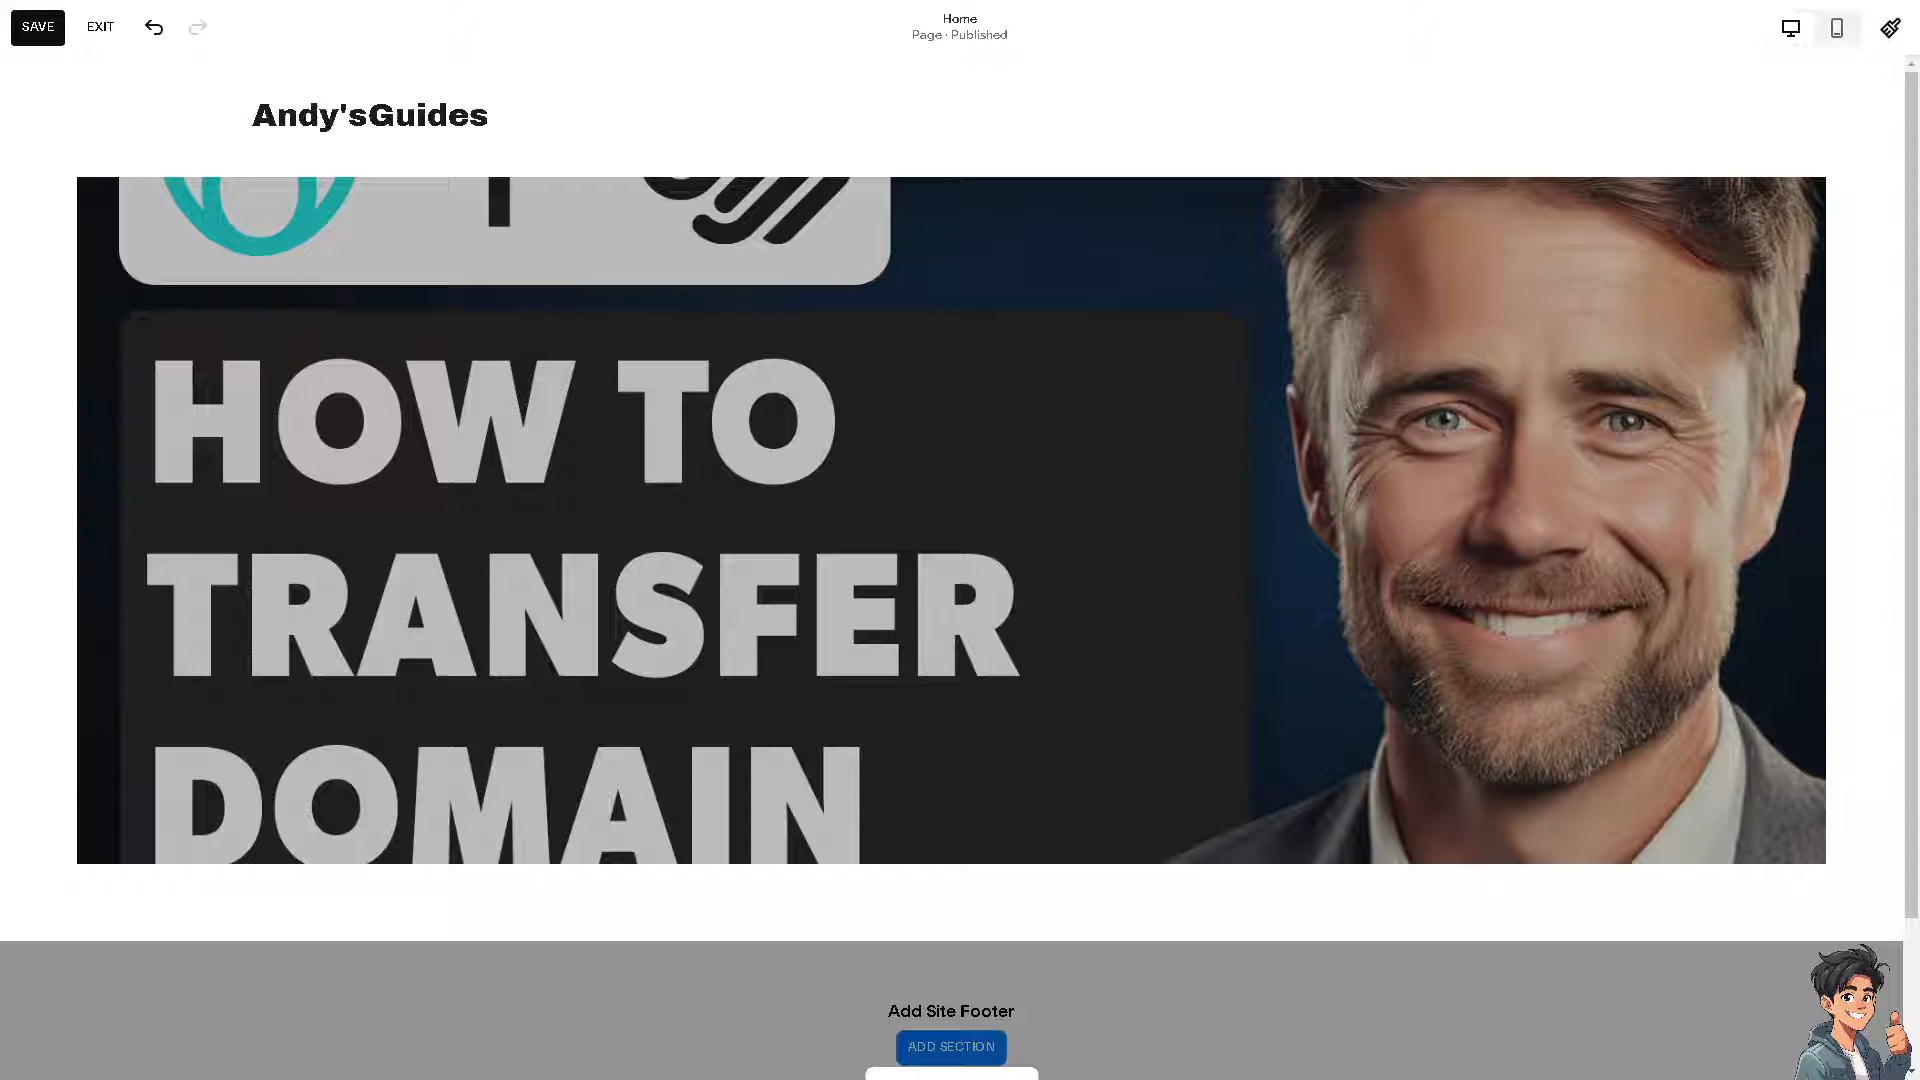 SAVE EXIT
Home
Page · Published
Andy'sGuides
HOW TO
TRANSFER
DOMAIN
Add Site Footer
ADD SECTION